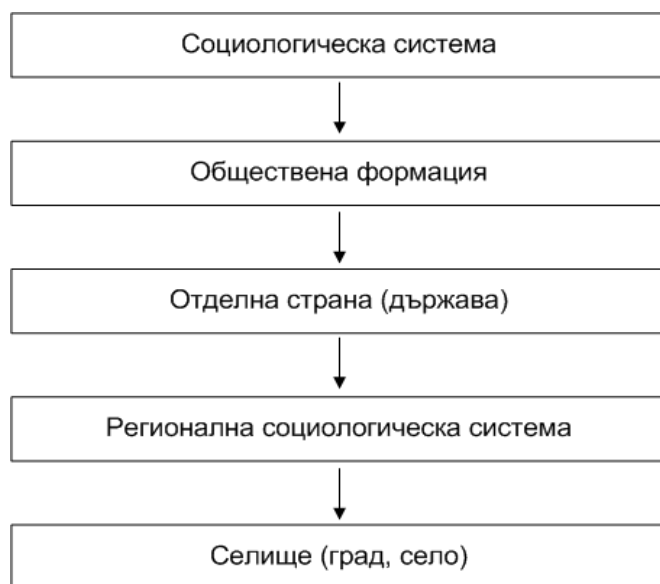 Социологическа система
Обществена формация
Отделна страна (държава)
Регионална социологическа система
Селище (град, село)